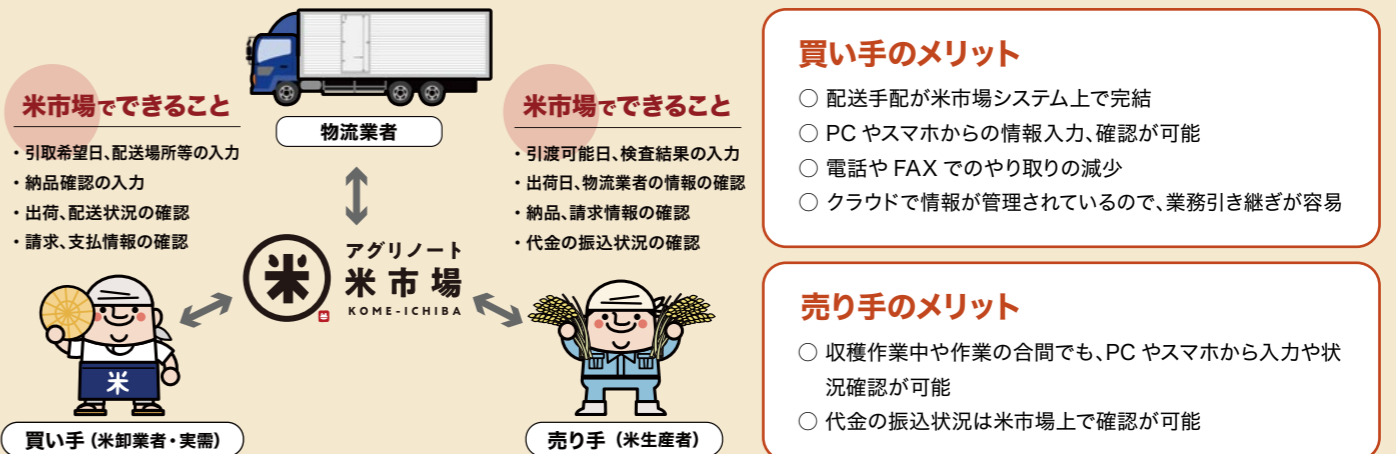 物流業者
米市場でできること
・引取希望日、配送場所等の入力
・納品確認の入力
・出荷、配送状況の確認
・請求、支払情報の確認
米市場でできること
・引渡可能日、検査結果の入力
・出荷日、物流業者の情報の確認
・納品、請求情報の確認
・代金の振込状況の確認
米
アグリノート
米市場
KOME-ICHIBA
米
買い手（米卸業者・実需）
売り手（米生産者）
買い手のメリット
○ 配送手配が米市場システム上で完結
○ PCやスマホからの情報入力、確認が可能
○ 電話やFAXでのやり取りの減少
○ クラウドで情報が管理されているので、業務引き継ぎが容易
売り手のメリット
○ 収穫作業中や作業の合間でも、PCやスマホから入力や状
況確認が可能
○ 代金の振込状況は米市場上で確認が可能